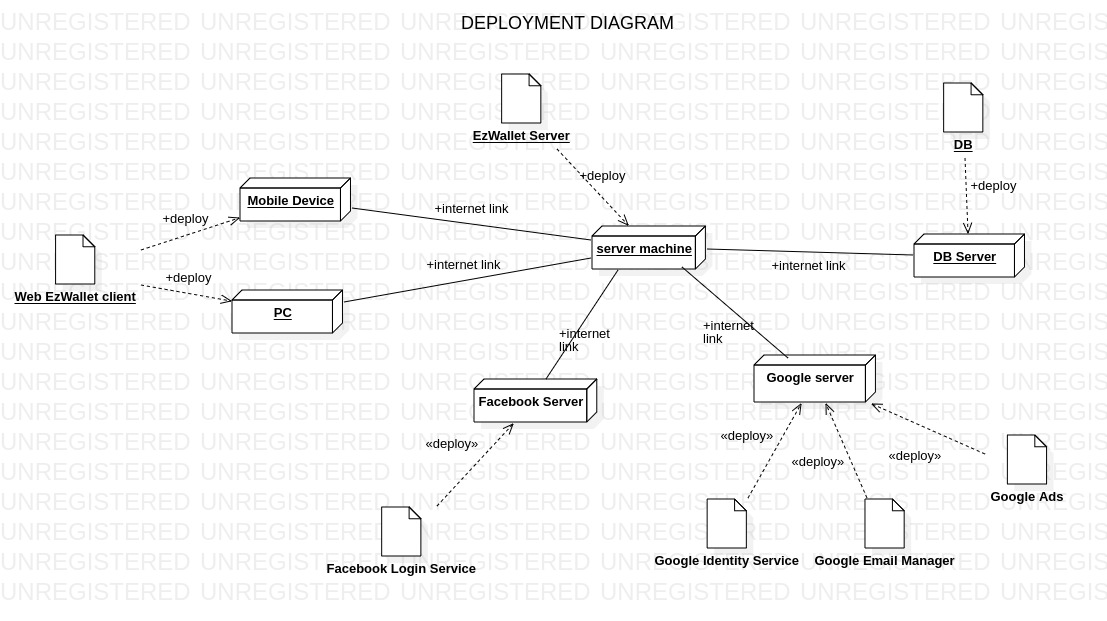 DEPLOYMENT DIAGRAM
UNREGISTERED UNREGISTERED UNREGISTERED UNREGISTERED UNREGISTERED UNREGISTERED
EzWallet Server
DB
+deploy
+deploy
Mobile Device
+internet link
+deploy
server machine
DB Server
+internet link
+internet link
+deploy
Web EzWallet client
PC
+internet
link
+internet
link
Google server
Facebook Server
«deploy»
«deploy»
«deploy»
«deploy»
Google Ads
Google Identity Service
Google Email Manager
Facebook Login Service